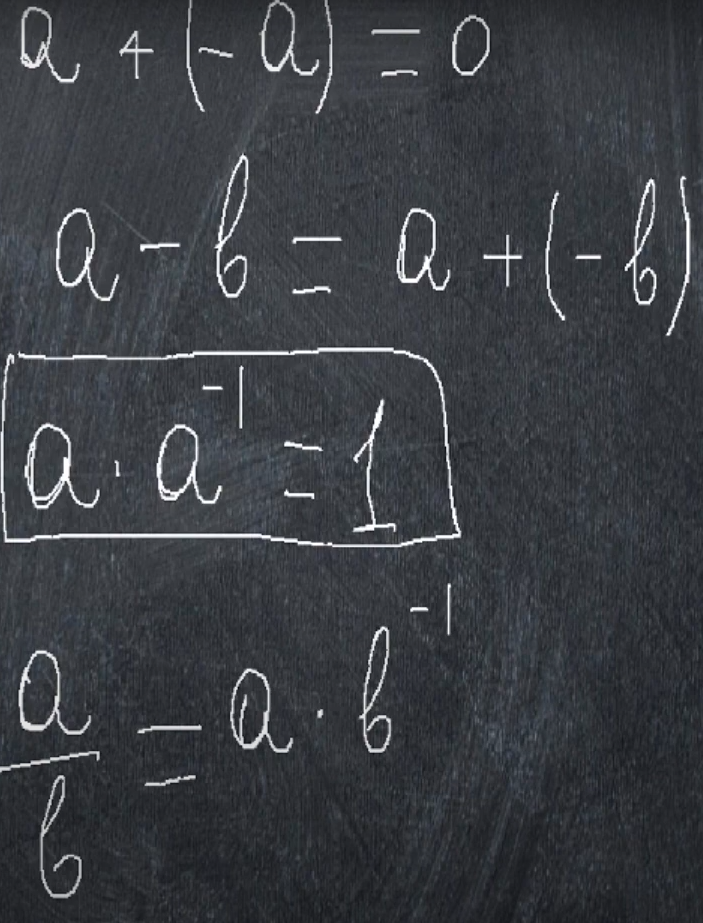 a + (-a) = 0
a - b = a + (-b)
a · a⁻¹ = 1
a/b = a · b⁻¹